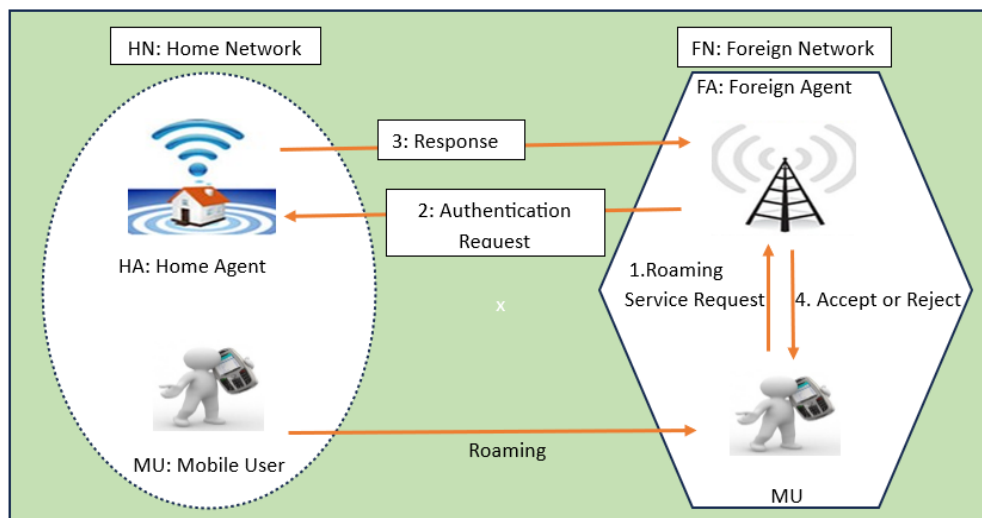 HN: Home Network
FN: Foreign Network
FA: Foreign Agent
3: Response
2: Authentication
Request
HA: Home Agent
1.Roaming
Service Request
4. Accept or Reject
x
Roaming
MU: Mobile User
MU